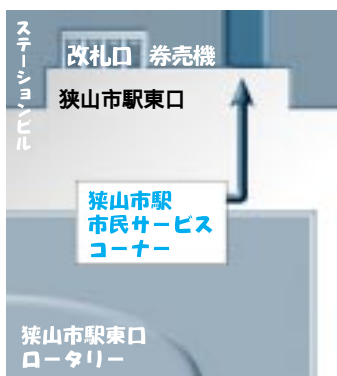 ステーションビル
改札口 券売機
狭山市駅東口
狭山市駅
市民サービス
コーナー
狭山市駅東口
ロータリー